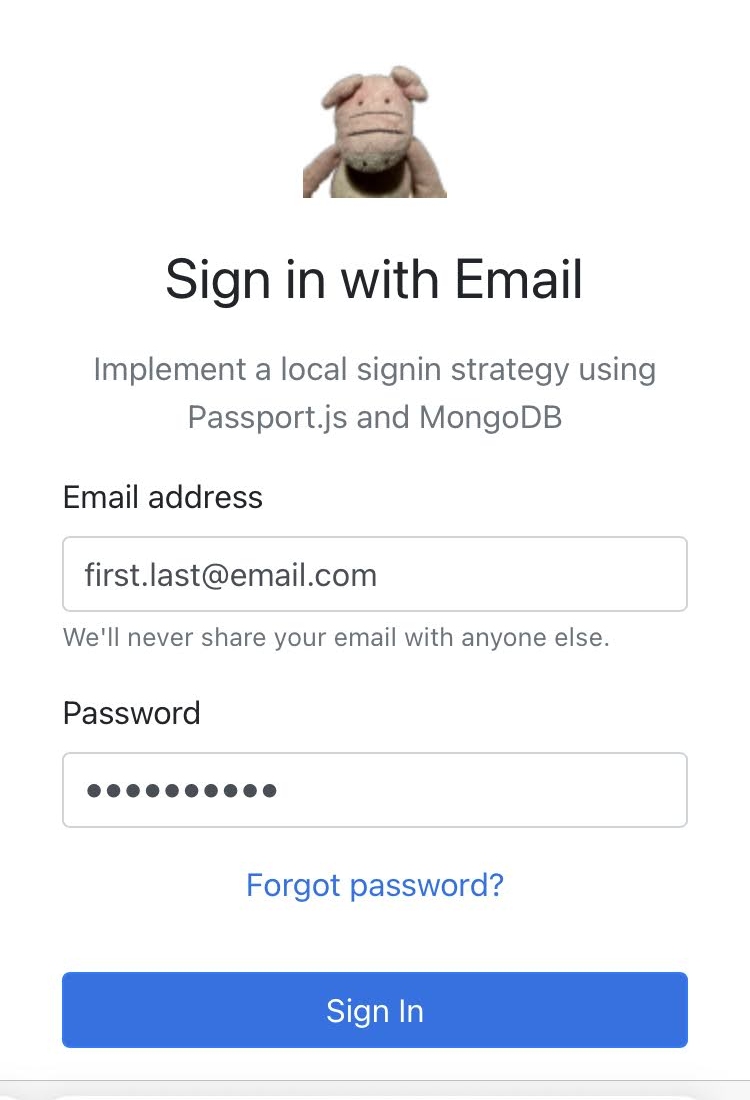 Sign in with Email
Implement a local signin strategy using
Passport.js and MongoDB
Email address
first.last@email.com
We'll never share your email with anyone else.
Password
••••••••••
Forgot password?
Sign In